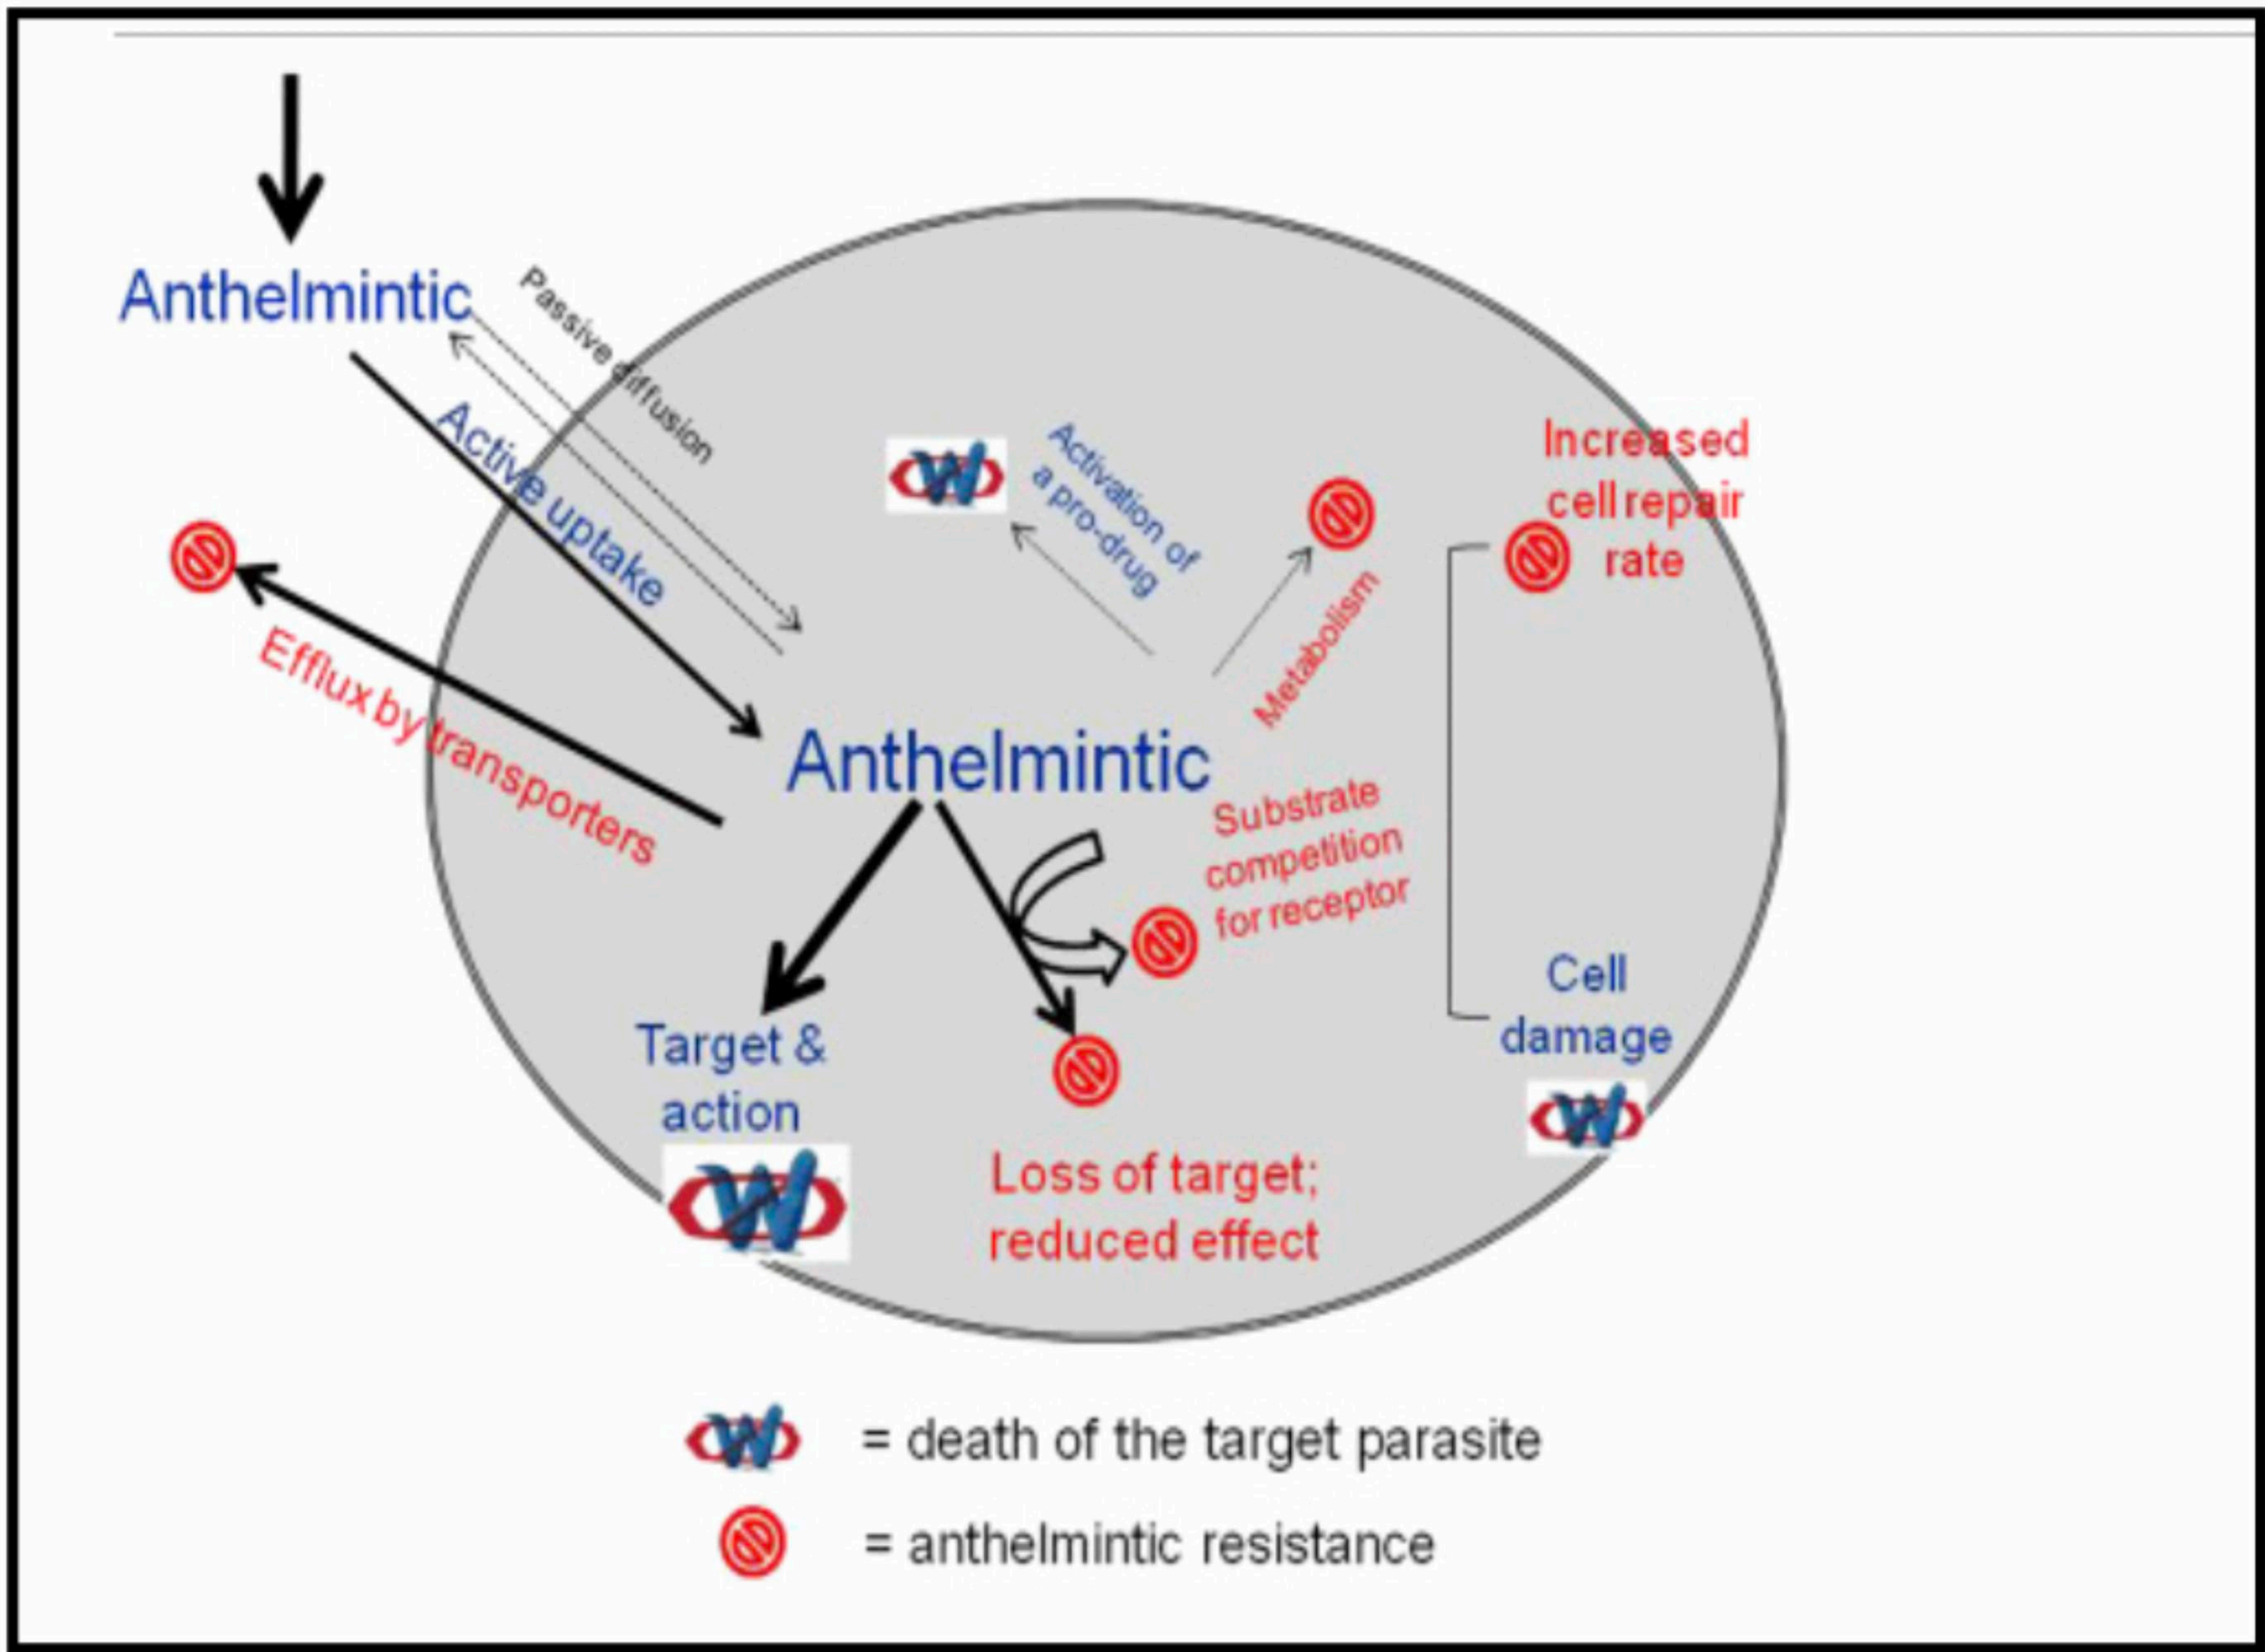 Anthelmintic
Passive diffusion
Active uptake
Efflux by transporters
Activation of
a pro-drug
Metabolism
Increased
cell repair
rate
Anthelmintic
Substrate
competition
for receptor
Target &
action
Loss of target;
reduced effect
Cell
damage
= death of the target parasite
= anthelmintic resistance